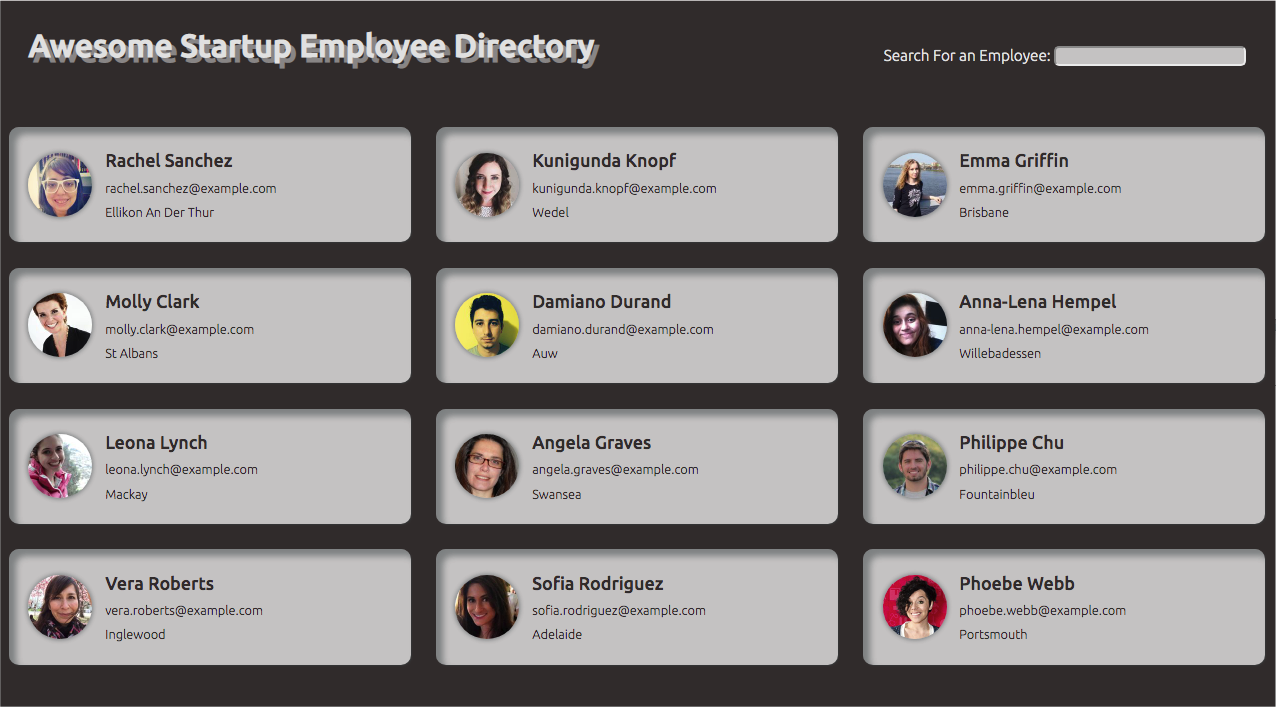 Awesome Startup Employee Directory
Search For an Employee:
Rachel Sanchez
rachel.sanchez@example.com
Ellikon An Der Thur
Kunigunda Knopf
kunigunda.knopf@example.com
Wedel
Emma Griffin
emma.griffin@example.com
Brisbane
Molly Clark
molly.clark@example.com
St Albans
Damiano Durand
damiano.durand@example.com
Auw
Anna-Lena Hempel
anna-lena.hempel@example.com
Willebadessen
Leona Lynch
leona.lynch@example.com
Mackay
Angela Graves
angela.graves@example.com
Swansea
Philippe Chu
philippe.chu@example.com
Fountainbleu
Vera Roberts
vera.roberts@example.com
Inglewood
Sofia Rodriguez
sofia.rodriguez@example.com
Adelaide
Phoebe Webb
phoebe.webb@example.com
Portsmouth